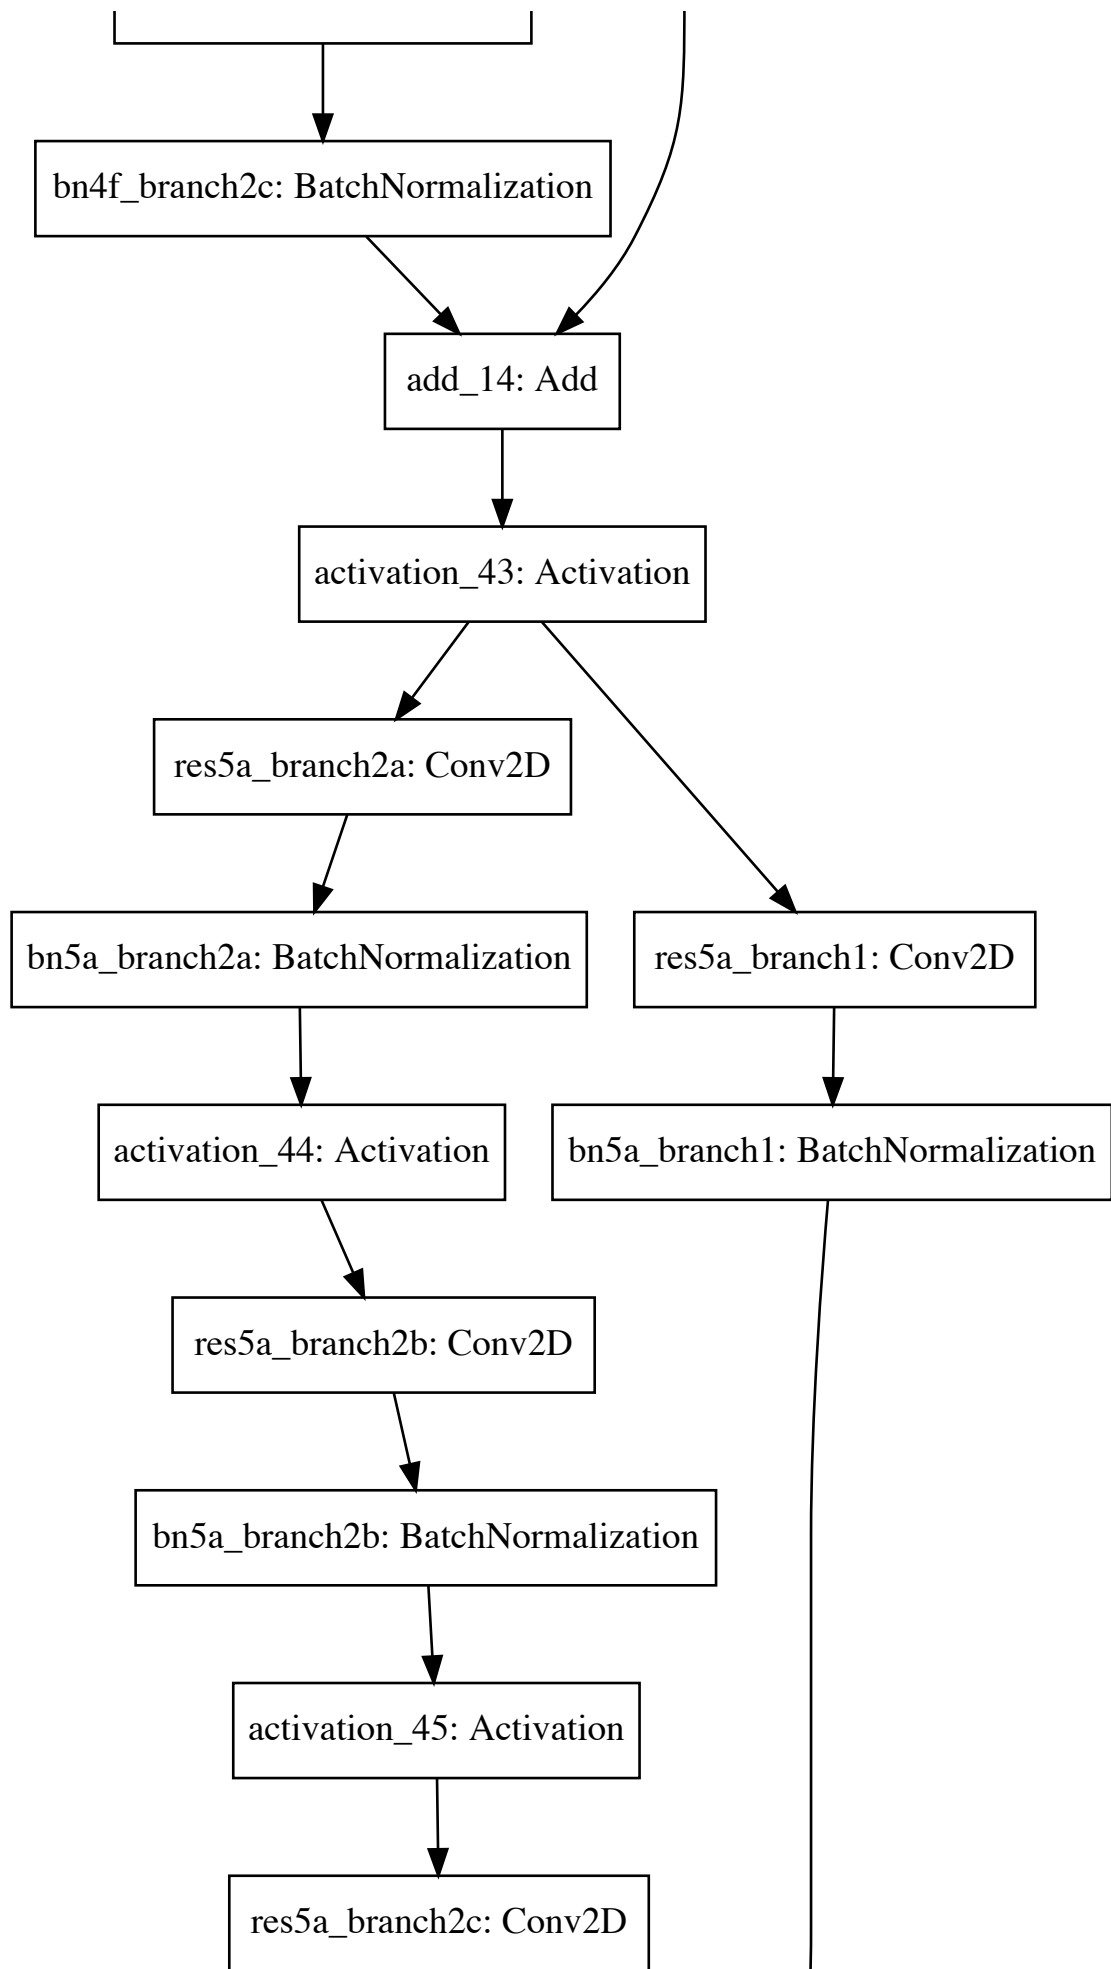 bn4f_branch2c: BatchNormalization
add_14: Add
activation_43: Activation
res5a_branch2a: Conv2D
bn5a_branch2a: BatchNormalization
res5a_branch1: Conv2D
activation_44: Activation
bn5a_branch1: BatchNormalization
res5a_branch2b: Conv2D
bn5a_branch2b: BatchNormalization
activation_45: Activation
res5a_branch2c: Conv2D